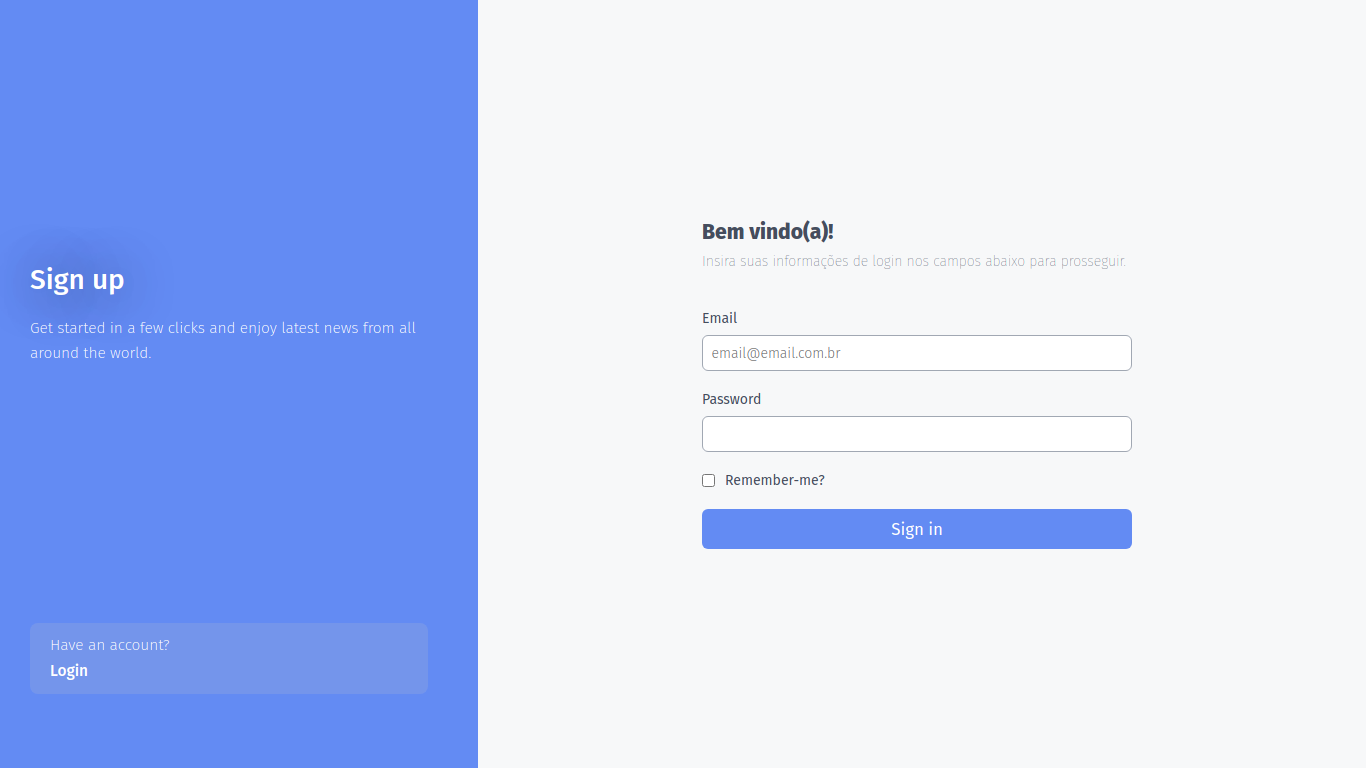 Sign up
Get started in a few clicks and enjoy latest news from all
around the world.
Have an account?
Login
Bem vindo(a)!
Insira suas informações de login nos campos abaixo para prosseguir.
Email
email@email.com.br
Password
Remember-me?
Sign in